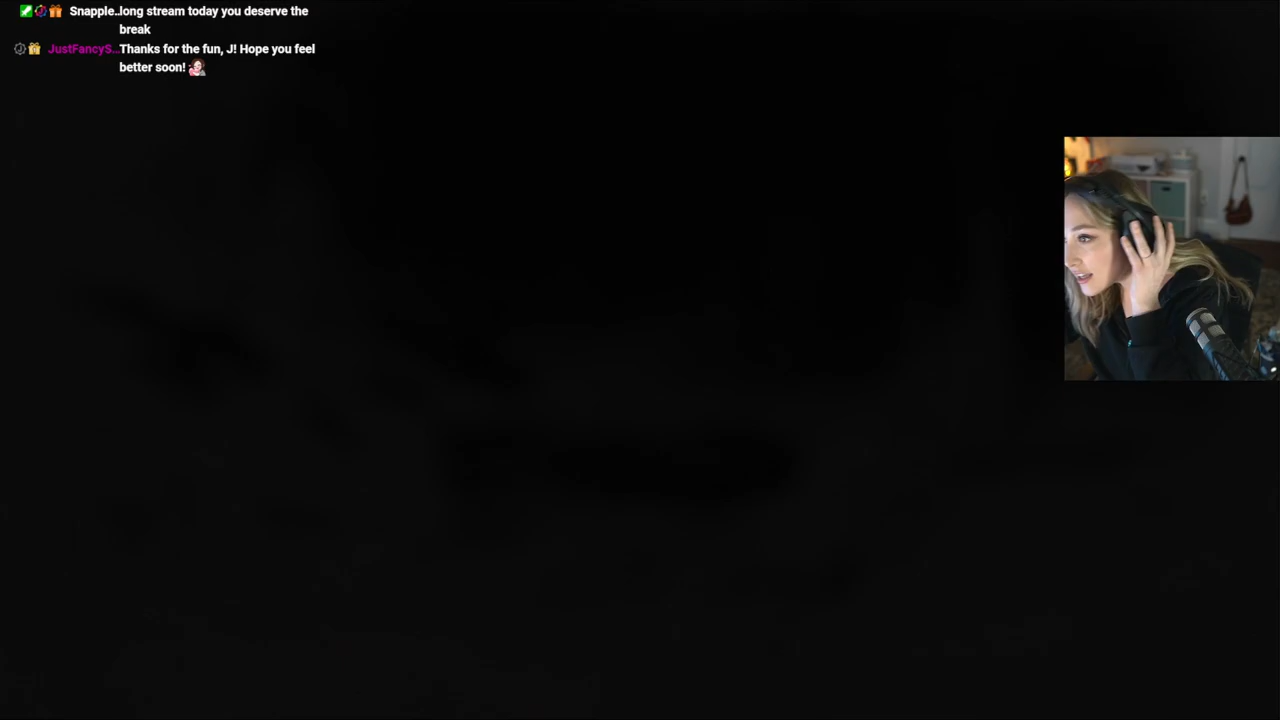 Snapple..long stream today you deserve the
break
JustFancyS...Thanks for the fun, J! Hope you feel
better soon!